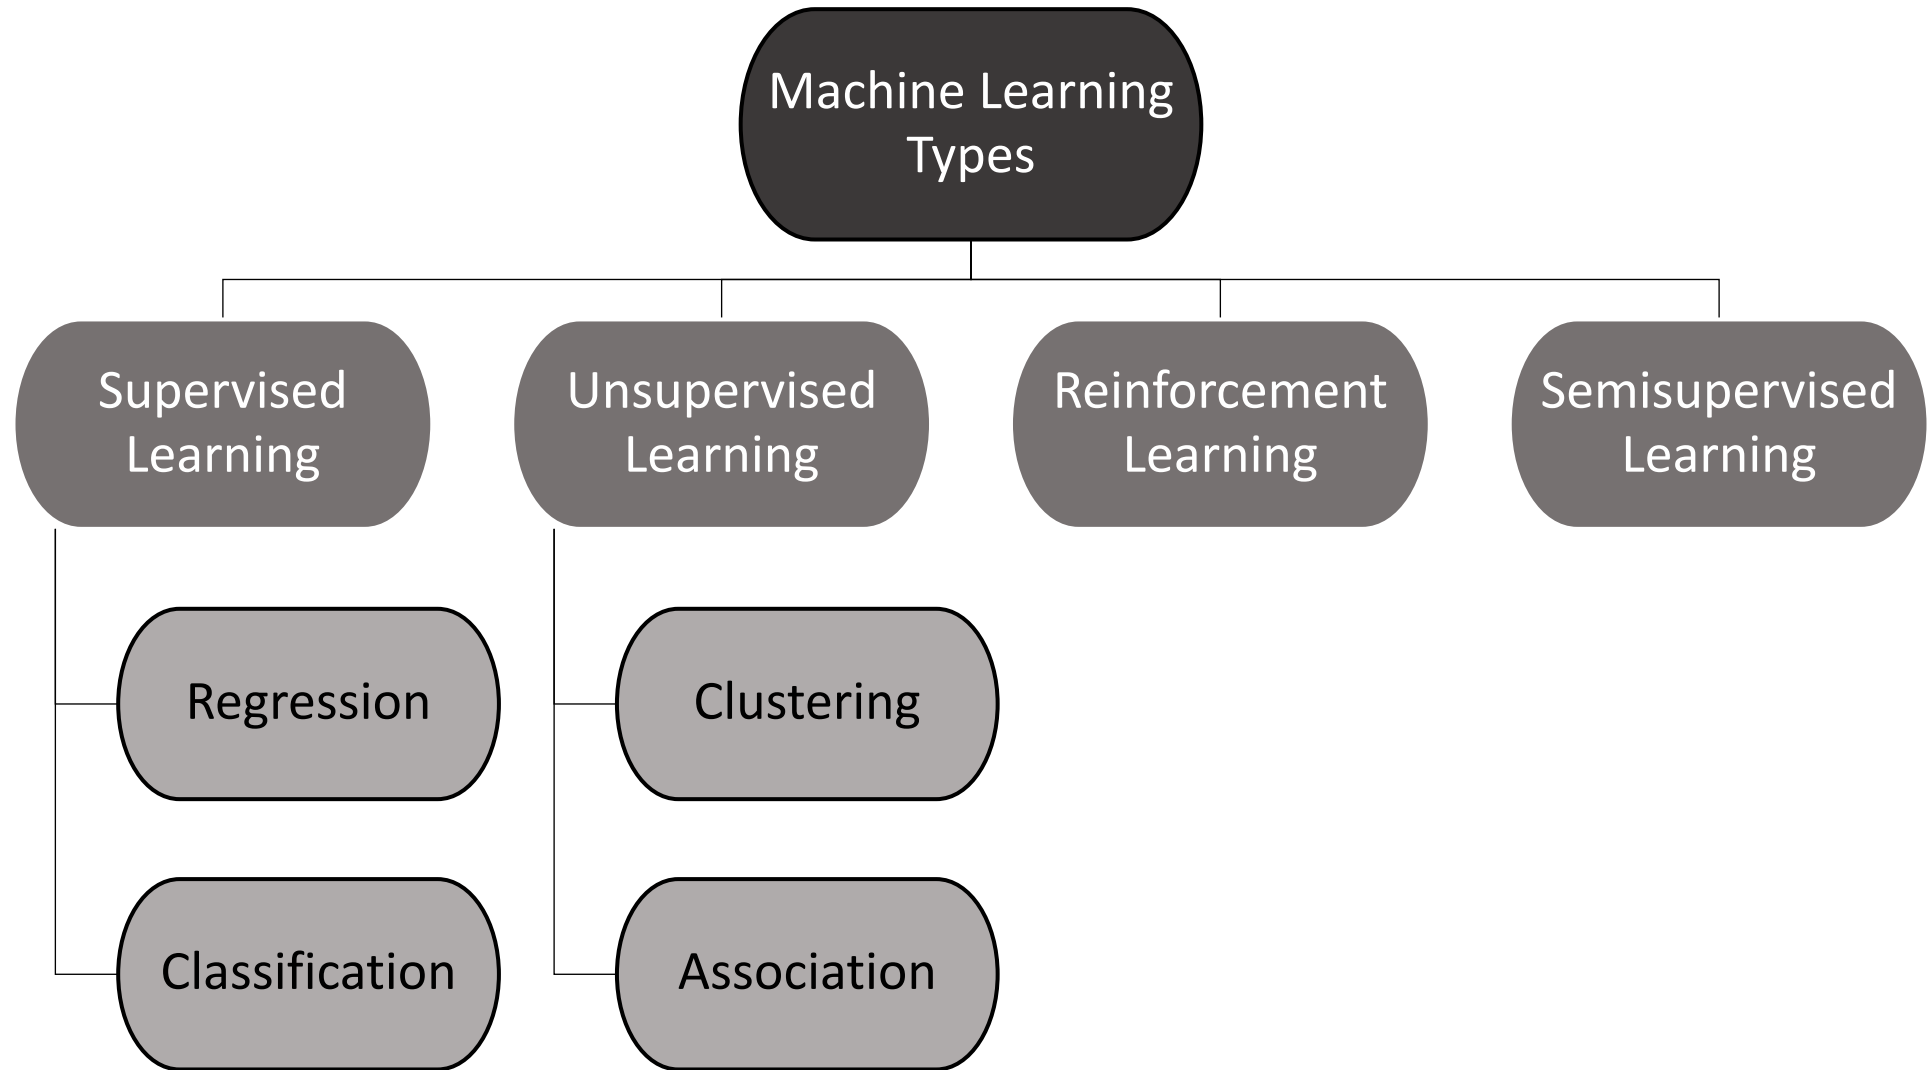 Machine Learning
Types
Supervised
Learning
Unsupervised
Learning
Reinforcement
Learning
Semisupervised
Learning
Regression
Clustering
Classification
Association